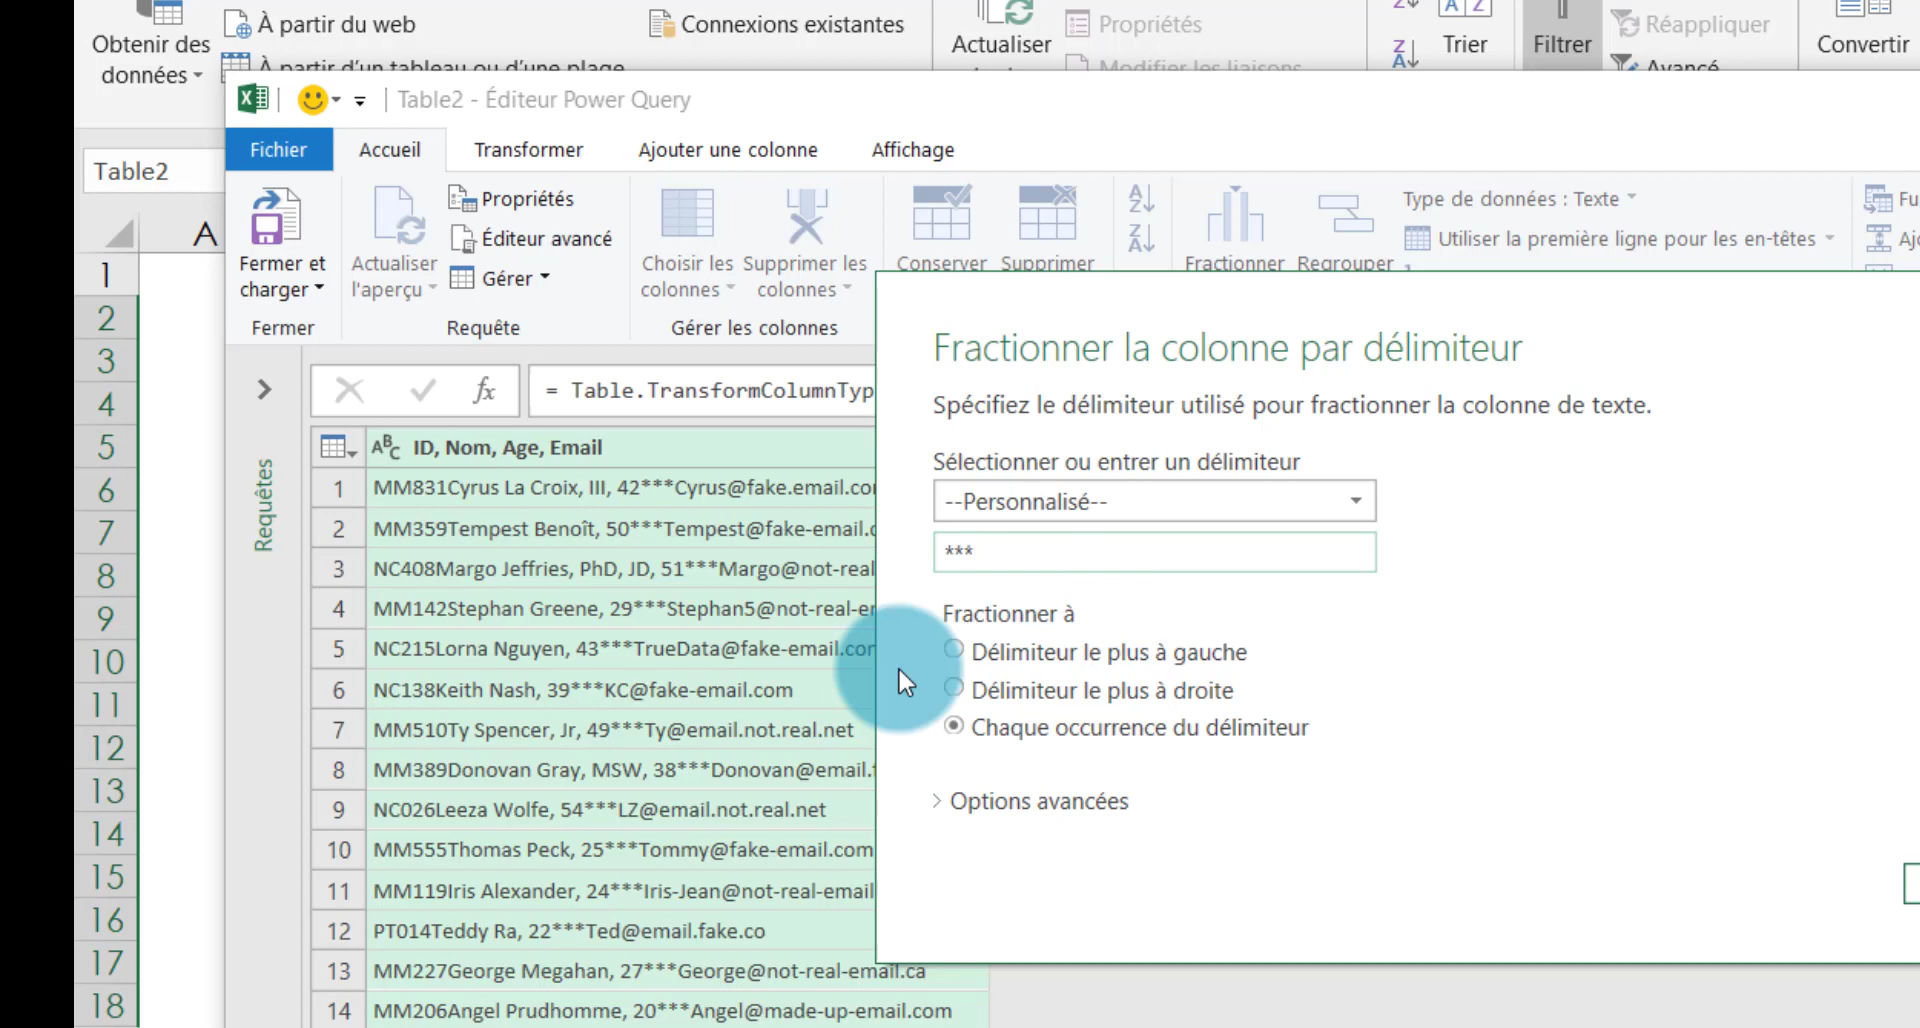 Obtenir des
données
À partir du web
À partir d'un tableau ou d'une plage
Connexions existantes
Actualiser
Propriétés
Modifier les liaisons
Trier
Filtrer
Réappliquer
Avancé
Convertir
Table2 - Éditeur Power Query
Fichier
Accueil
Transformer
Ajouter une colonne
Affichage
Table2
Fermer et
charger
Fermer
Actualiser
l'aperçu
Propriétés
Éditeur avancé
Gérer
Requête
Choisir les
colonnes
Supprimer les
colonnes
Gérer les colonnes
Conserver
Supprimer
Fractionner
Regrouper
Type de données : Texte
Utiliser la première ligne pour les en-têtes
A
1
2
3
4
5
6
7
8
9
10
11
12
13
14
15
16
17
18
Requêtes
fx
= Table.TransformColumnTyp
ABC ID, Nom, Age, Email
1 MM831Cyrus La Croix, III, 42***Cyrus@fake.email.co
2 MM359Tempest Benoît, 50***Tempest@fake-email.
3 NC408Margo Jeffries, PhD, JD, 51***Margo@not-real
4 MM142Stephan Greene, 29***Stephan5@not-real-e
5 NC215Lorna Nguyen, 43***TrueData@fake-email.co
6 NC138Keith Nash, 39***KC@fake-email.com
7 MM510Ty Spencer, Jr, 49***Ty@email.not.real.net
8 MM389Donovan Gray, MSW, 38***Donovan@email.
9 NC026Leeza Wolfe, 54***LZ@email.not.real.net
10 MM555Thomas Peck, 25***Tommy@fake-email.com
11 MM119Iris Alexander, 24***Iris-Jean@not-real-email
12 PT014Teddy Ra, 22***Ted@email.fake.co
13 MM227George Megahan, 27***George@not-real-email.ca
14 MM206Angel Prudhomme, 20***Angel@made-up-email.com
Fractionner la colonne par délimiteur
Spécifiez le délimiteur utilisé pour fractionner la colonne de texte.
Sélectionner ou entrer un délimiteur
--Personnalisé--
***
Fractionner à
Délimiteur le plus à gauche
Délimiteur le plus à droite
Chaque occurrence du délimiteur
Options avancées